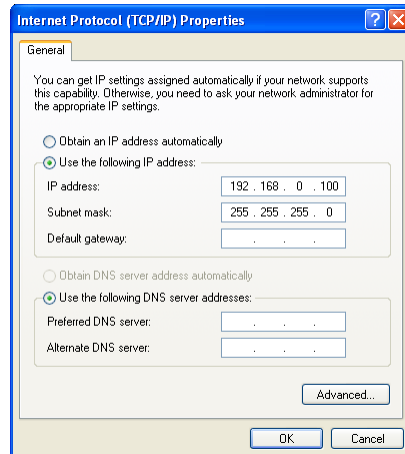 Internet Protocol (TCP/IP) Properties
General
You can get IP settings assigned automatically if your network supports
this capability. Otherwise, you need to ask your network administrator for
the appropriate IP settings.
Obtain an IP address automatically
Use the following IP address:
IP address: 192 . 168 . 0 . 100
Subnet mask: 255 . 255 . 255 . 0
Default gateway: . . .
Obtain DNS server address automatically
Use the following DNS server addresses:
Preferred DNS server: . . .
Alternate DNS server: . . .
Advanced...
OK Cancel